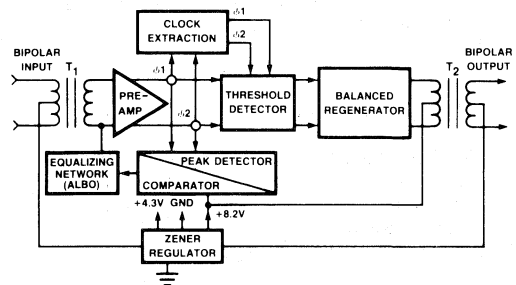 CLOCK
EXTRACTION
ϕ1
ϕ2
BIPOLAR
INPUT
T1
PRE-
AMP
ϕ1
ϕ2
THRESHOLD
DETECTOR
BALANCED
REGENERATOR
T2
BIPOLAR
OUTPUT
EQUALIZING
NETWORK
(ALBO)
PEAK DETECTOR
COMPARATOR
+4.3V GND
+8.2V
ZENER
REGULATOR